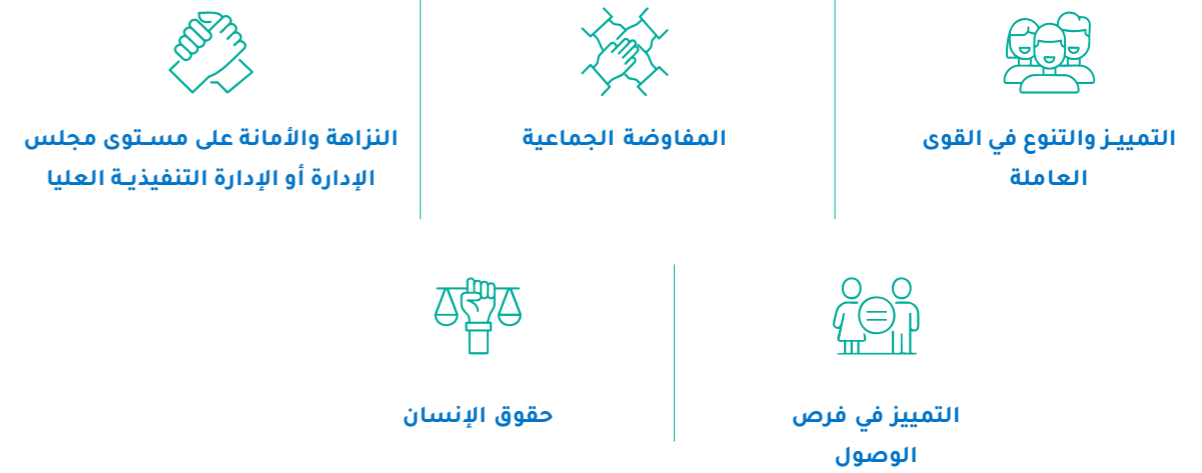 التمييز والتنوع في القوى
العاملة
المفاوضة الجماعية
النزاهة والأمانة على مستوى مجلس
الإدارة أو الإدارة التنفيذية العليا
التمييز في فرص
الوصول
حقوق الإنسان